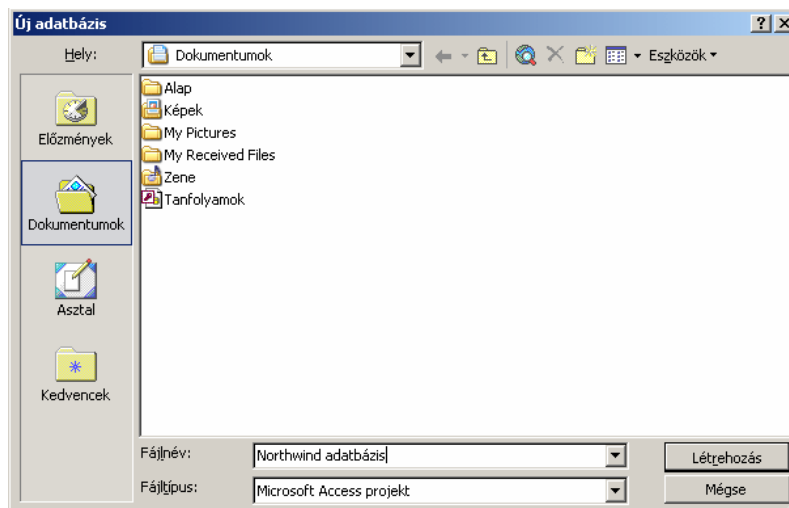 Új adatbázis
Hely:
Dokumentumok
Eszközök
Előzmények
Dokumentumok
Asztal
Kedvencek
Alap
Képek
My Pictures
My Received Files
Zene
Tanfolyamok
Fájlnév:
Northwind adatbázis
Létrehozás
Fájltípus:
Microsoft Access projekt
Mégse